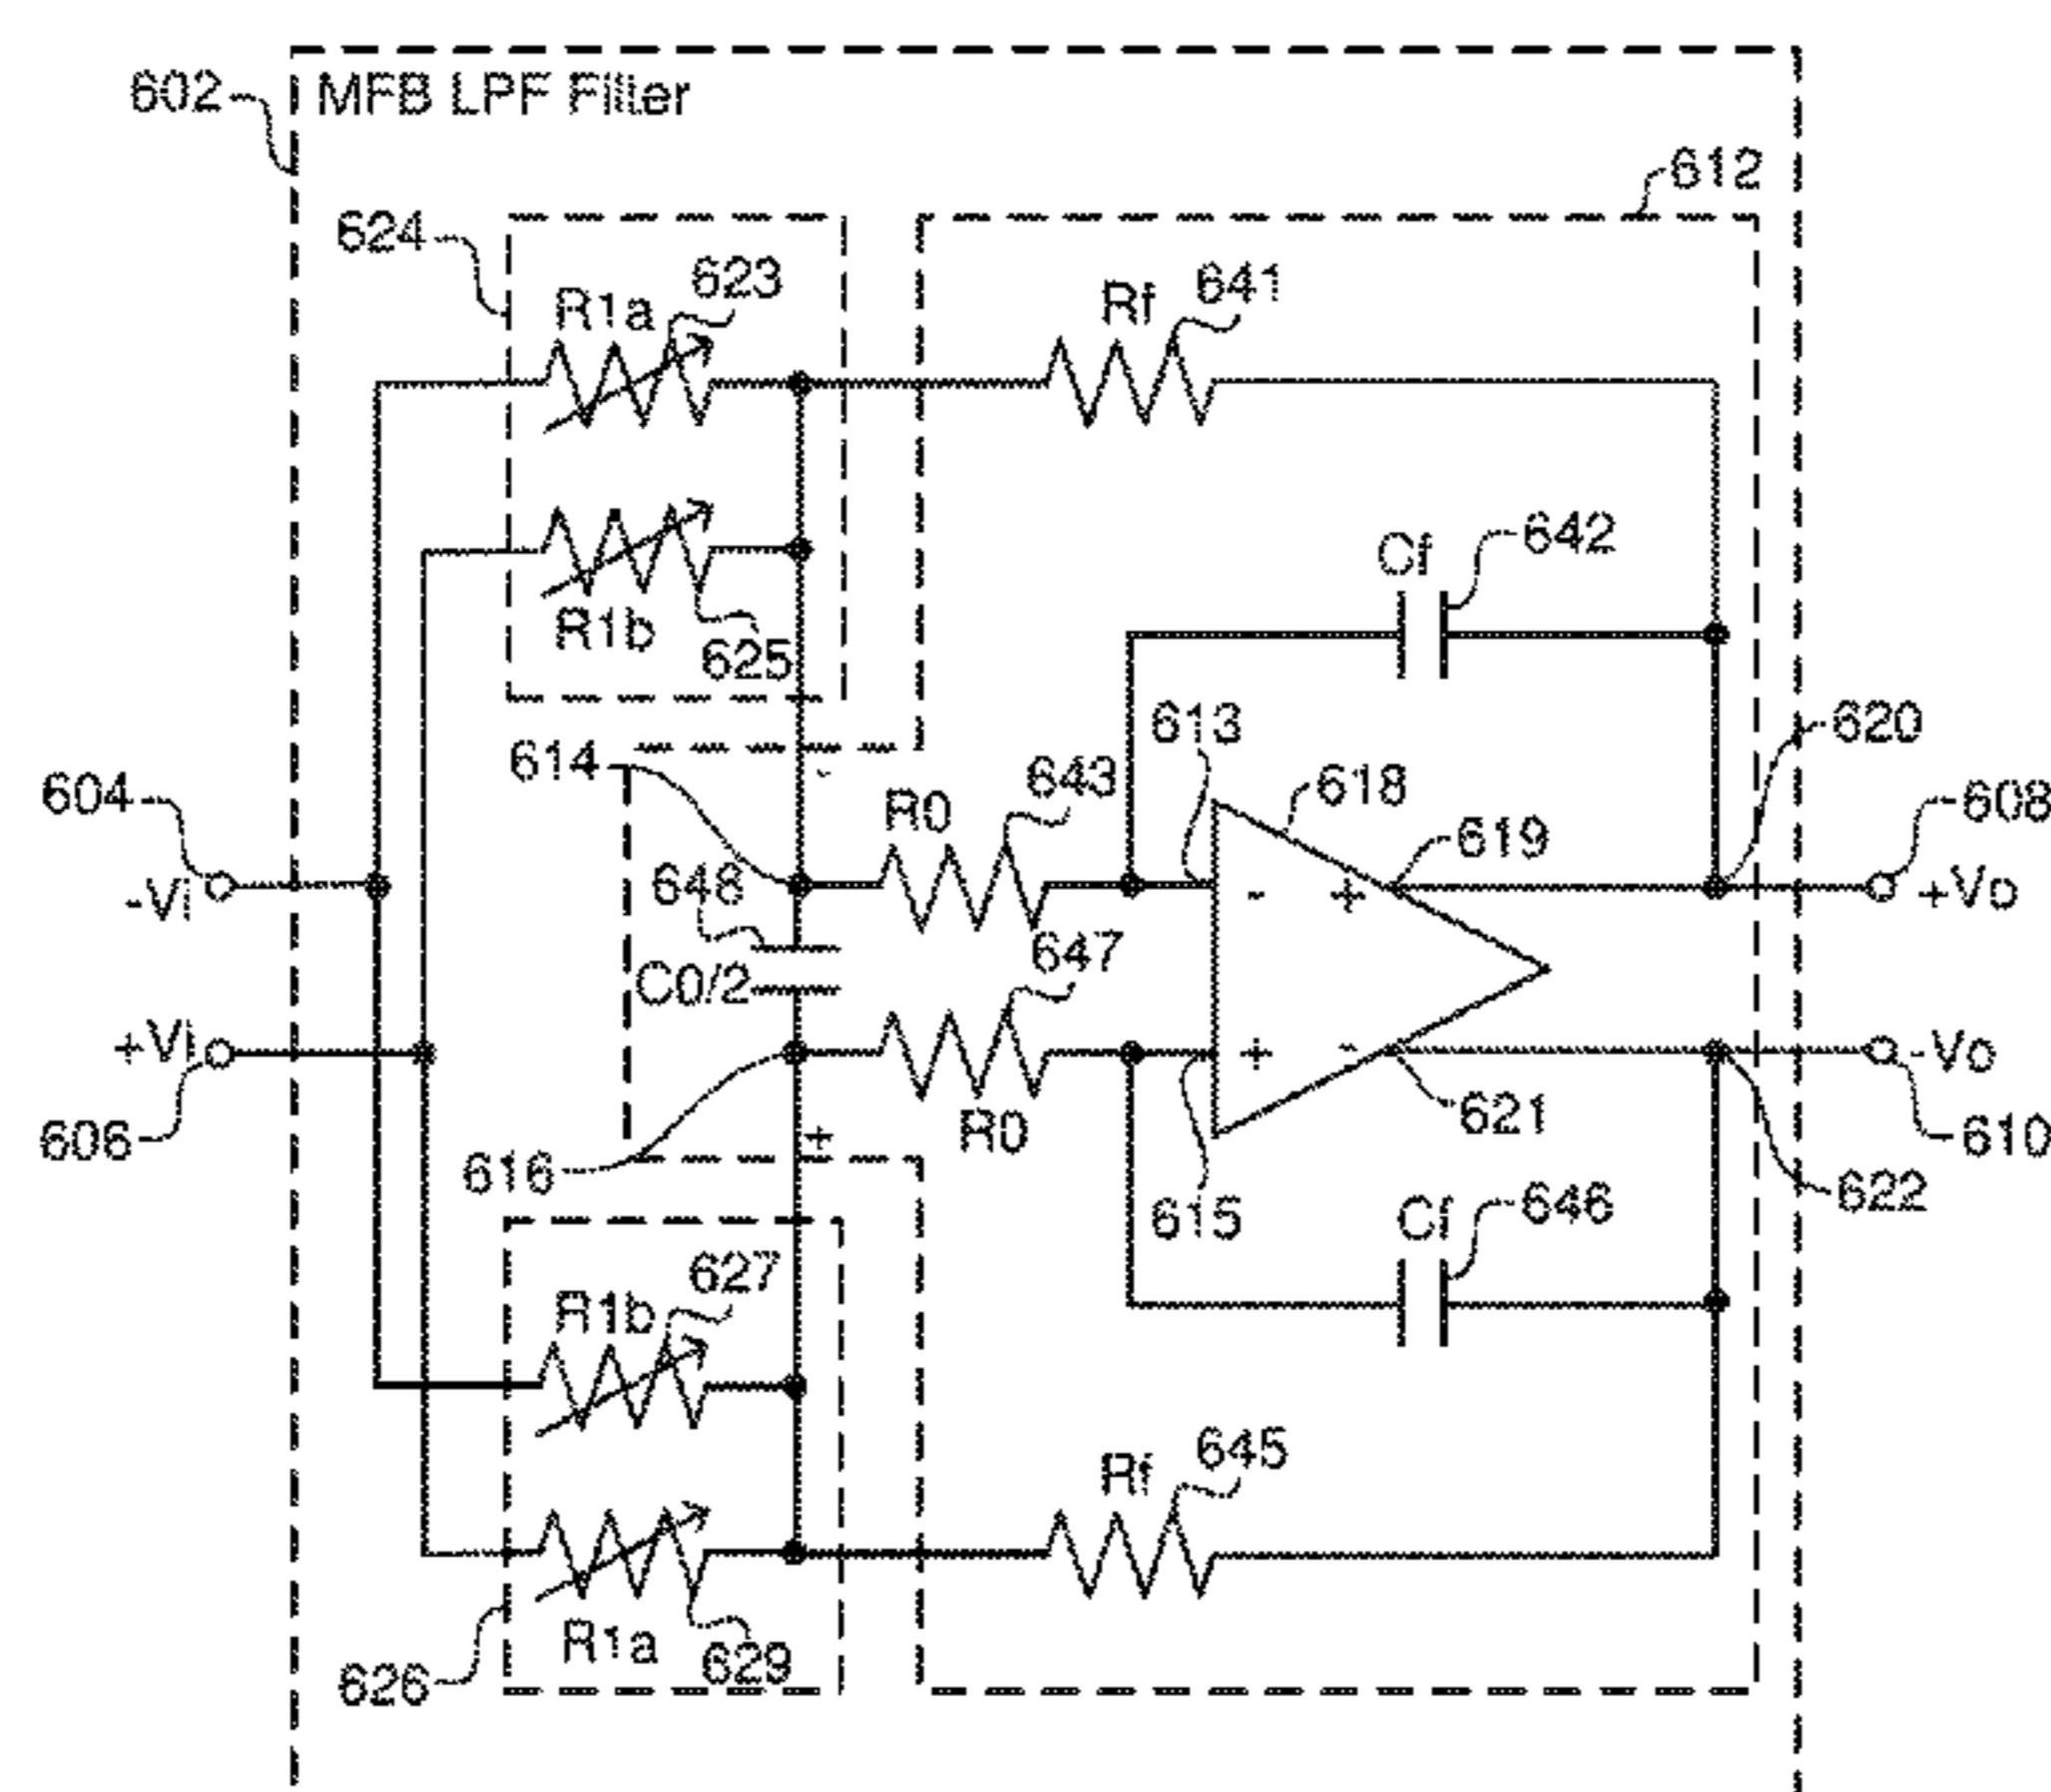 602
MFB LPF Filter
612
624
R1a
623
Rf
641
R1b
625
Cf
642
614
-
613
620
604
-Vi
R0
643
618
619
608
+Vo
648
-
+
C0/2
647
606
+Vi
+
-
-Vo
610
616
+
R0
621
615
622
Cf
646
R1b
627
Rf
645
R1a
629
626